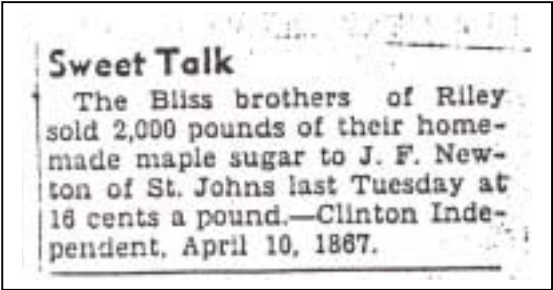 Sweet Talk
The Bliss brothers of Riley
sold 2,000 pounds of their home-
made maple sugar to J. F. New-
ton of St. Johns last Tuesday at
16 cents a pound.—Clinton Inde-
pendent, April 10, 1867.